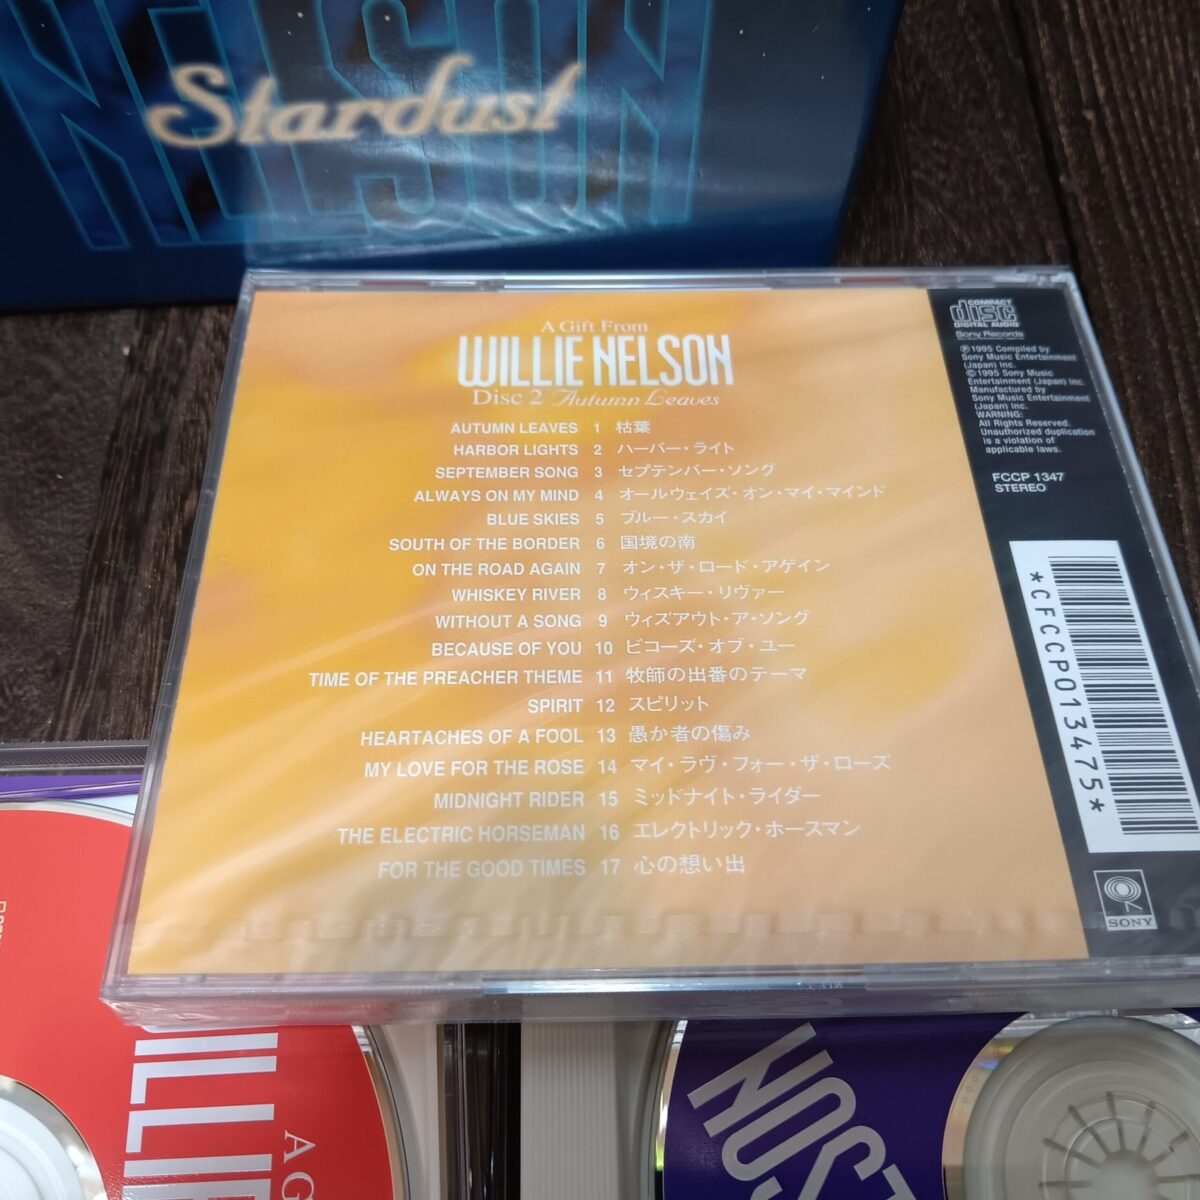 NELSON
Stardust
A Gift From
WILLIE NELSON
Disc 2 Autumn Leaves
AUTUMN LEAVES 1 枯葉
HARBOR LIGHTS 2 ハーバー・ライト
SEPTEMBER SONG 3 セプテンバー・ソング
ALWAYS ON MY MIND 4 オールウェイズ・オン・マイ・マインド
BLUE SKIES 5 ブルー・スカイ
SOUTH OF THE BORDER 6 国境の南
ON THE ROAD AGAIN 7 オン・ザ・ロード・アゲイン
WHISKEY RIVER 8 ウィスキー・リヴァー
WITHOUT A SONG 9 ウィズアウト・ア・ソング
BECAUSE OF YOU 10 ビコーズ・オブ・ユー
TIME OF THE PREACHER THEME 11 牧師の出番のテーマ
SPIRIT 12 スピリット
HEARTACHES OF A FOOL 13 愚か者の傷み
MY LOVE FOR THE ROSE 14 マイ・ラヴ・フォー・ザ・ローズ
MIDNIGHT RIDER 15 ミッドナイト・ライダー
THE ELECTRIC HORSEMAN 16 エレクトリック・ホースマン
FOR THE GOOD TIMES 17 心の想い出
COMPACT
disc
DIGITAL AUDIO
Sony Records
℗1995 Compiled by
Sony Music Entertainment
(Japan) Inc.
©1995 Sony Music
Entertainment (Japan) Inc.
Manufactured by
Sony Music Entertainment
(Japan) Inc.
WARNING:
All Rights Reserved.
Unauthorized duplication
is a violation of
applicable laws.
FCCP 1347
STEREO
*CFCCP013475*
SONY
ILLIE
A G
NOST